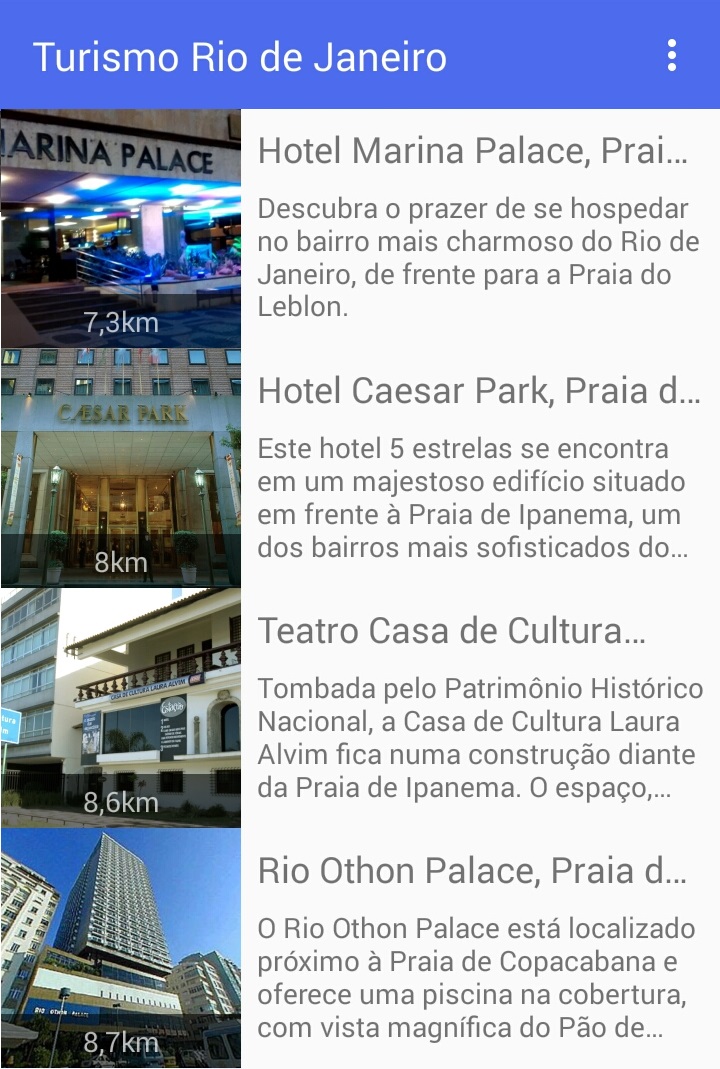 Turismo Rio de Janeiro
ARINA PALACE
7,3km
Hotel Marina Palace, Prai...
Descubra o prazer de se hospedar
no bairro mais charmoso do Rio de
Janeiro, de frente para a Praia do
Leblon.
CÆSAR PARK
8km
Hotel Caesar Park, Praia d...
Este hotel 5 estrelas se encontra
em um majestoso edifício situado
em frente à Praia de Ipanema, um
dos bairros mais sofisticados do...
CASA DE CULTURA LAURA ALVIM
8,6km
Teatro Casa de Cultura...
Tombada pelo Patrimônio Histórico
Nacional, a Casa de Cultura Laura
Alvim fica numa construção diante
da Praia de Ipanema. O espaço,...
RIO OTHON PALACE
8,7km
Rio Othon Palace, Praia d...
O Rio Othon Palace está localizado
próximo à Praia de Copacabana e
oferece uma piscina na cobertura,
com vista magnífica do Pão de...